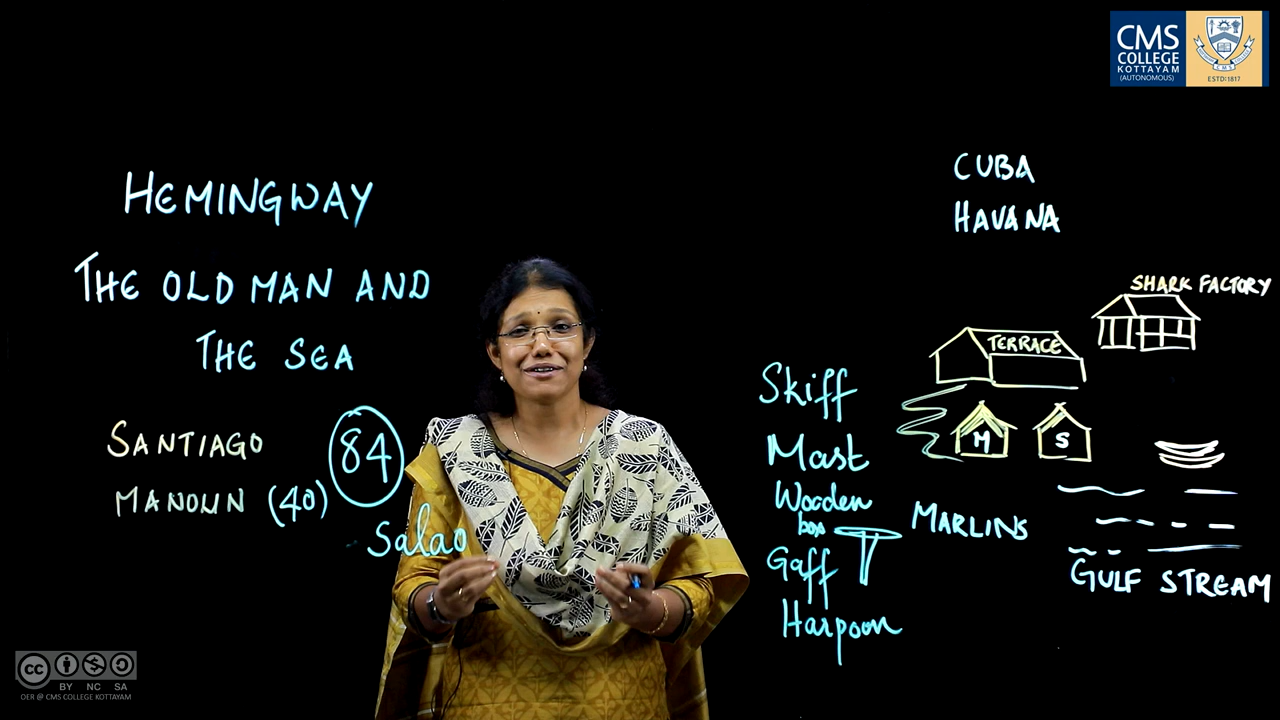 CMS
COLLEGE
KOTTAYAM
(AUTONOMOUS)
ESTD:1817
HEMINGWAY
THE OLD MAN AND
THE SEA
SANTIAGO
84
MANOLIN (40)
Salao
CUBA
HAVANA
SHARK FACTORY
TERRACE
M
S
Skiff
Mast
Wooden
box
Gaff
Harpoon
MARLINS
GULF STREAM
cc
BY NC SA
OER @ CMS COLLEGE KOTTAYAM